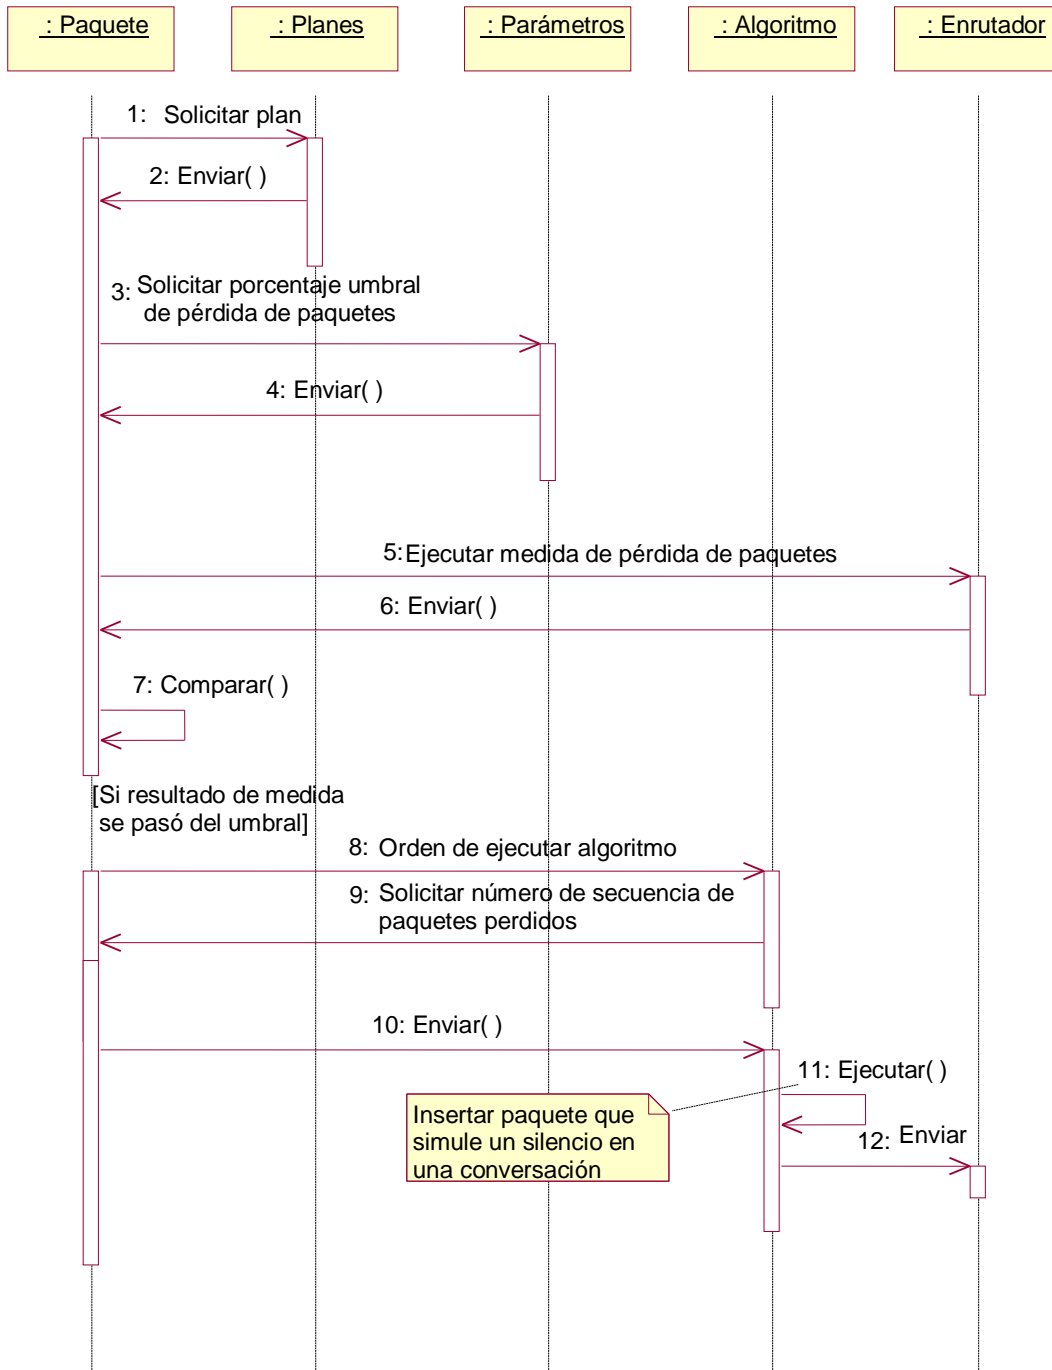 : Paquete : Planes : Parámetros : Algoritmo : Enrutador
1: Solicitar plan
2: Enviar( )
3: Solicitar porcentaje umbral
de pérdida de paquetes
4: Enviar( )
5: Ejecutar medida de pérdida de paquetes
6: Enviar( )
7: Comparar( )
[Si resultado de medida
se pasó del umbral]
8: Orden de ejecutar algoritmo
9: Solicitar número de secuencia de
paquetes perdidos
10: Enviar( )
11: Ejecutar( )
Insertar paquete que
simule un silencio en
una conversación
12: Enviar